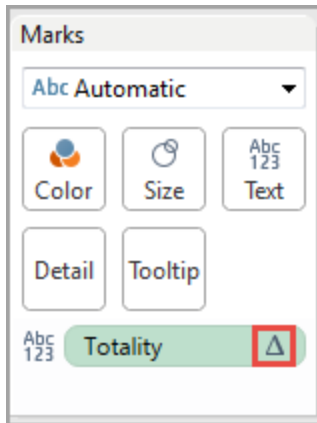 Marks
Abc Automatic
Color
Size
Abc
123
Text
Detail
Tooltip
Abc
123
Totality Δ